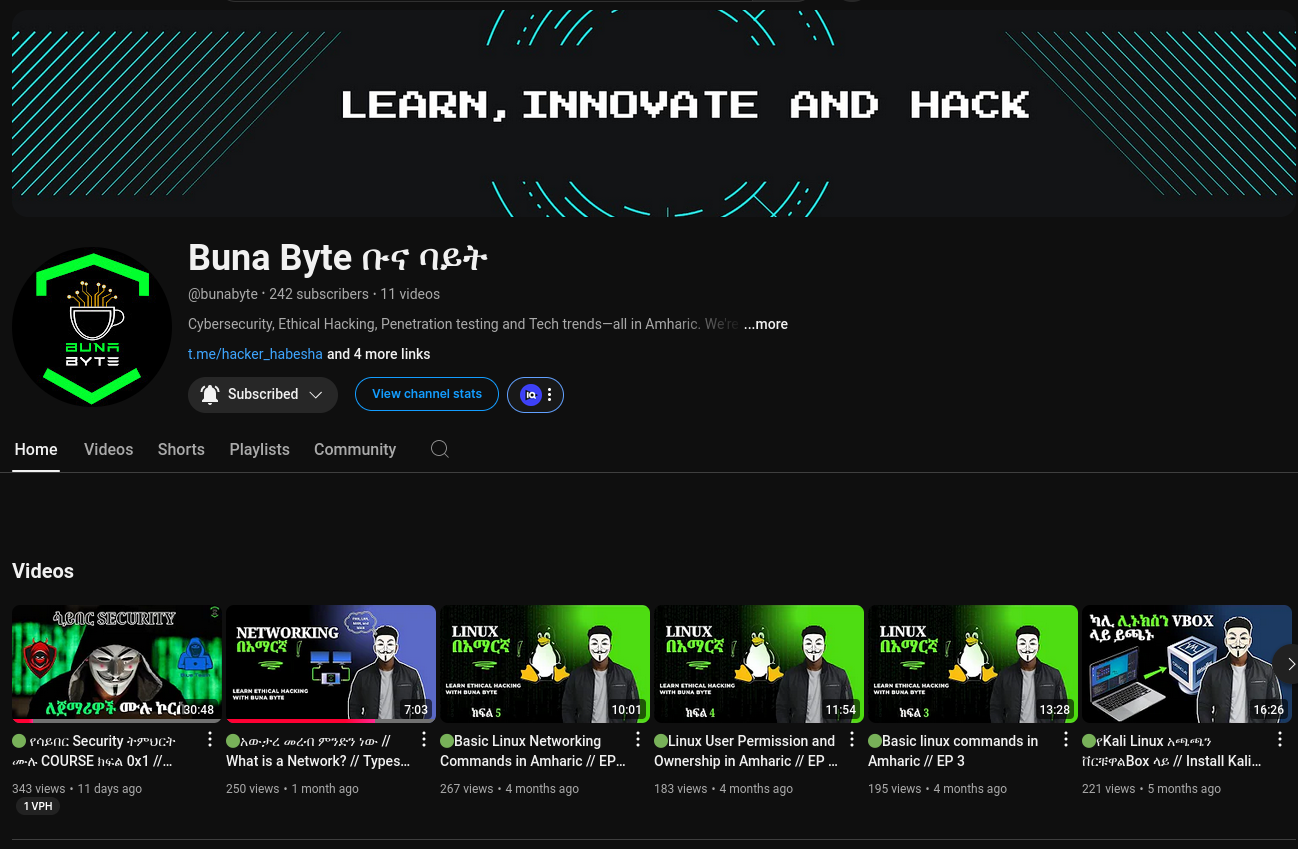 LEARN, INNOVATE AND HACK
BUNA
BYTE
Buna Byte ቡና ባይት
@bunabyte • 242 subscribers • 11 videos
Cybersecurity, Ethical Hacking, Penetration testing and Tech trends—all in Amharic. We're ...more
t.me/hacker_habesha and 4 more links
Subscribed
View channel stats
Home Videos Shorts Playlists Community
Videos
ሳይበር SECURITY
Blue Team
ለጀማሪዎች ሙሉ
30:48
NETWORKING
በአማርኛ
LEARN ETHICAL HACKING
WITH BUNA BYTE
7:03
LINUX
በአማርኛ
LEARN ETHICAL HACKING
WITH BUNA BYTE
ክፍል 5
10:01
LINUX
በአማርኛ
LEARN ETHICAL HACKING
WITH BUNA BYTE
ክፍል 4
11:54
LINUX
በአማርኛ
LEARN ETHICAL HACKING
WITH BUNA BYTE
ክፍል 3
13:28
ካሊ ሊኑክስን VBOX
ላይ ይጫኑ
16:26
የሳይበር Security ትምህርት
ሙሉ COURSE ክፍል 0x1 //...
343 views • 11 days ago
1 VPH
አውታረ መረብ ምንድን ነው //
What is a Network? // Types...
250 views • 1 month ago
Basic Linux Networking
Commands in Amharic // EP...
267 views • 4 months ago
Linux User Permission and
Ownership in Amharic // EP ...
183 views • 4 months ago
Basic linux commands in
Amharic // EP 3
195 views • 4 months ago
የKali Linux አጫጫን
ቨርቹዋልBox ላይ // Install Kali...
221 views • 5 months ago